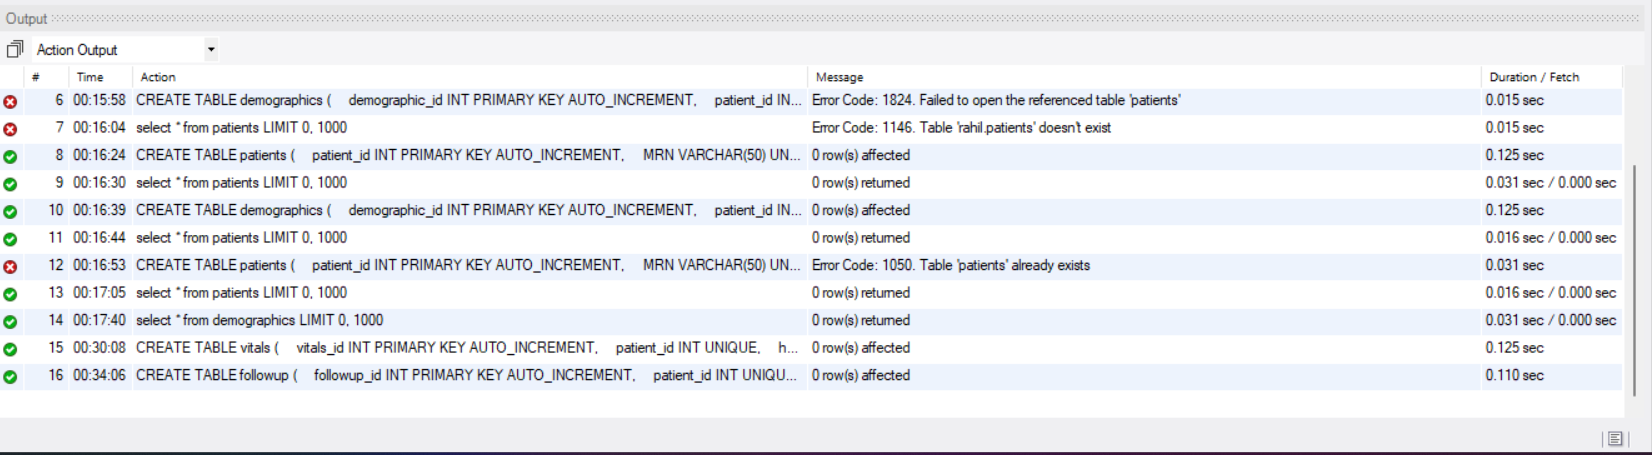 Output
Action Output
# Time Action Message Duration / Fetch
6 00:15:58 CREATE TABLE demographics ( demographic_id INT PRIMARY KEY AUTO_INCREMENT, patient_id IN... Error Code: 1824. Failed to open the referenced table 'patients' 0.015 sec
7 00:16:04 select * from patients LIMIT 0, 1000 Error Code: 1146. Table 'rahil.patients' doesn't exist 0.015 sec
8 00:16:24 CREATE TABLE patients ( patient_id INT PRIMARY KEY AUTO_INCREMENT, MRN VARCHAR(50) UN... 0 row(s) affected 0.125 sec
9 00:16:30 select * from patients LIMIT 0, 1000 0 row(s) returned 0.031 sec / 0.000 sec
10 00:16:39 CREATE TABLE demographics ( demographic_id INT PRIMARY KEY AUTO_INCREMENT, patient_id IN... 0 row(s) affected 0.125 sec
11 00:16:44 select * from patients LIMIT 0, 1000 0 row(s) returned 0.016 sec / 0.000 sec
12 00:16:53 CREATE TABLE patients ( patient_id INT PRIMARY KEY AUTO_INCREMENT, MRN VARCHAR(50) UN... Error Code: 1050. Table 'patients' already exists 0.031 sec
13 00:17:05 select * from patients LIMIT 0, 1000 0 row(s) returned 0.016 sec / 0.000 sec
14 00:17:40 select * from demographics LIMIT 0, 1000 0 row(s) returned 0.031 sec / 0.000 sec
15 00:30:08 CREATE TABLE vitals ( vitals_id INT PRIMARY KEY AUTO_INCREMENT, patient_id INT UNIQUE, h... 0 row(s) affected 0.125 sec
16 00:34:06 CREATE TABLE followup ( followup_id INT PRIMARY KEY AUTO_INCREMENT, patient_id INT UNIQU... 0 row(s) affected 0.110 sec